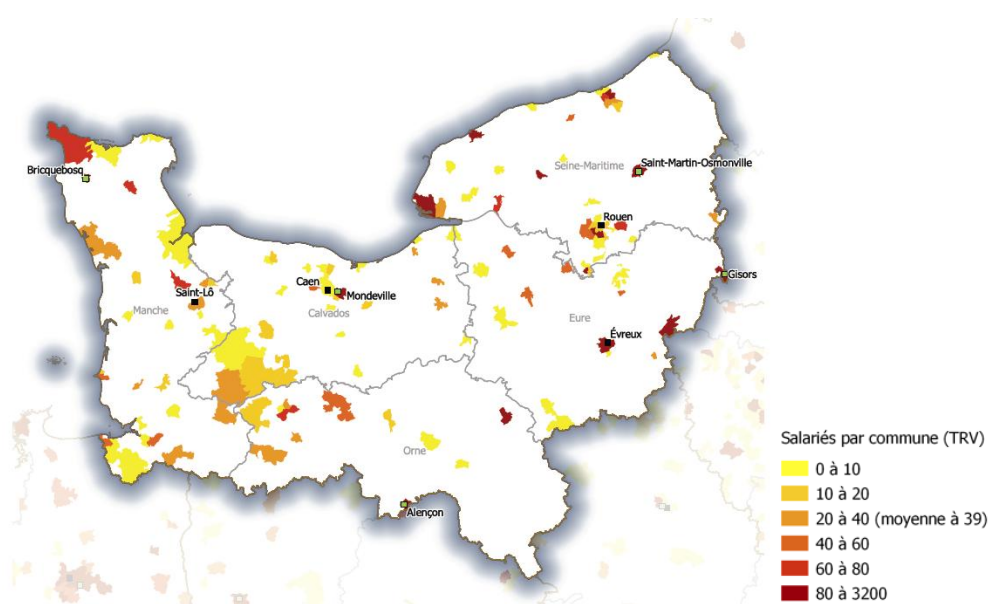 Bricquebosq
Seine-Maritime
Saint-Martin-Osmonville
Rouen
Gisors
Caen
Mondeville
Saint-Lô
Manche
Calvados
Eure
Évreux
Orne
Alençon
Salariés par commune (TRV)
0 à 10
10 à 20
20 à 40 (moyenne à 39)
40 à 60
60 à 80
80 à 3200